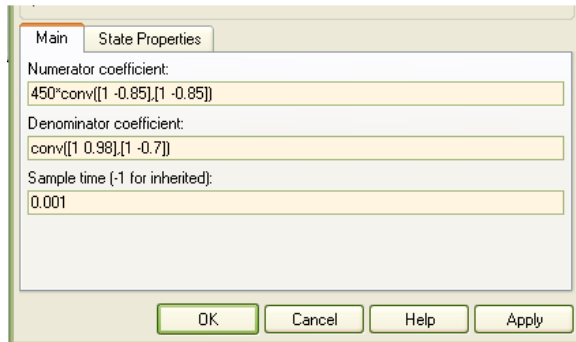 Main State Properties
Numerator coefficient:
450*conv([1 -0.85],[1 -0.85])
Denominator coefficient:
conv([1 0.98],[1 -0.7])
Sample time (-1 for inherited):
0.001
OK Cancel Help Apply